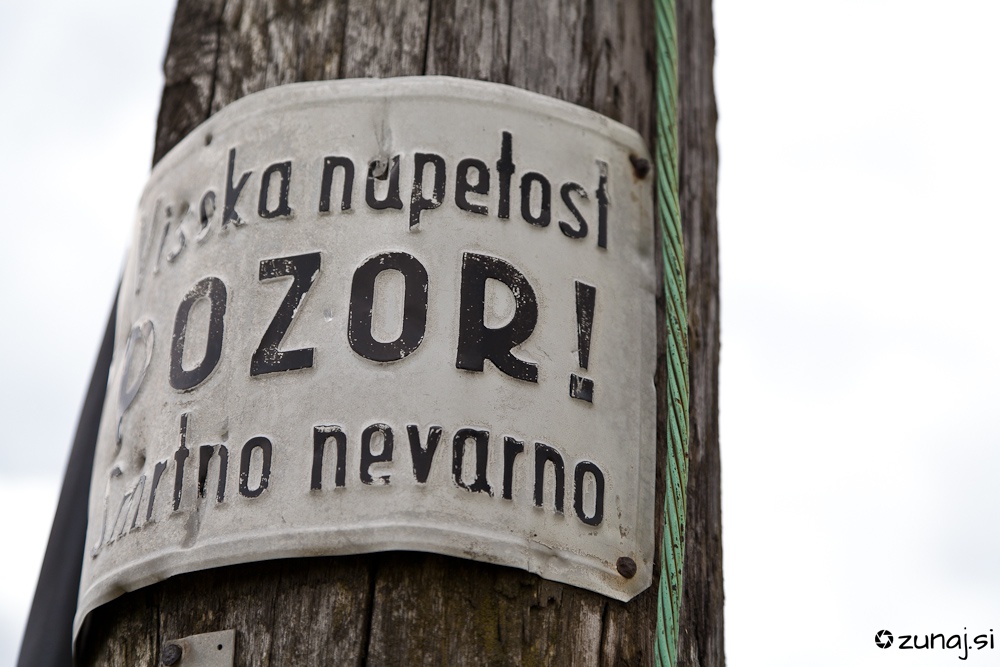 Visoka napetost
POZOR!
Smrtno nevarno
zunaj.si